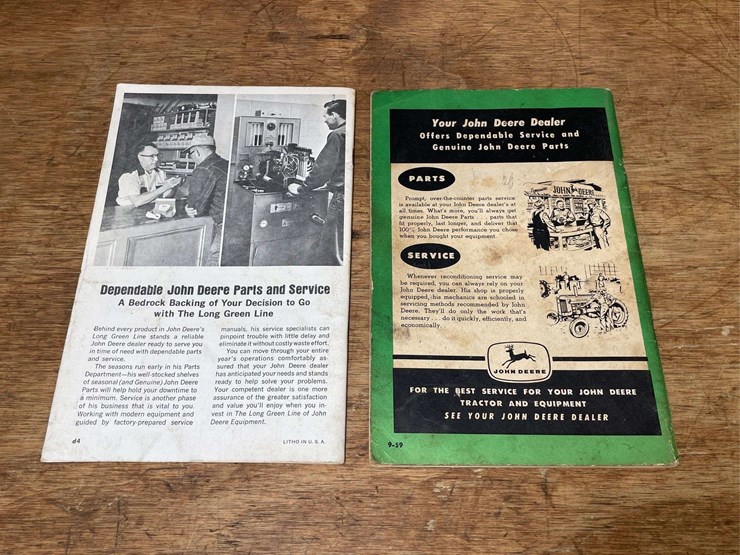 Dependable John Deere Parts and Service
A Bedrock Backing of Your Decision to Go
with The Long Green Line
Behind every product in John Deere's
Long Green Line stands a reliable
John Deere dealer ready to serve you
in time of need with dependable parts
and service.
The seasons run early in his Parts
Department—his well-stocked shelves
of seasonal (and Genuine) John Deere
Parts will help hold your downtime to
a minimum. Service is another phase
of his business that is vital to you.
Working with modern equipment and
guided by factory-prepared service
manuals, his service specialists can
pinpoint trouble with little delay and
eliminate it without costly waste effort.
You can move through your entire
year's operations comfortably as-
sured that your John Deere dealer
has anticipated your needs and stands
ready to help solve your problems.
Your competent dealer is one more
assurance of the greater satisfaction
and value you'll enjoy when you in-
vest in The Long Green Line of John
Deere Equipment.
d4
LITHO IN U. S. A.
Your John Deere Dealer
Offers Dependable Service and
Genuine John Deere Parts
PARTS
Prompt, over-the-counter parts service
is available at your John Deere dealer's at
all times. What's more, you'll always get
genuine John Deere Parts . . . parts that
fit properly, last longer, and deliver that
100% John Deere performance you chose
when you bought your equipment.
JOHN DEERE
SERVICE
Whenever reconditioning service may
be required, you can always rely on your
John Deere dealer. His shop is properly
equipped, his mechanics are schooled in
servicing methods recommended by John
Deere. They'll do only the work that's
necessary . . . do it quickly, efficiently, and
economically.
JOHN DEERE
FOR THE BEST SERVICE FOR YOUR JOHN DEERE
TRACTOR AND EQUIPMENT
SEE YOUR JOHN DEERE DEALER
9-59